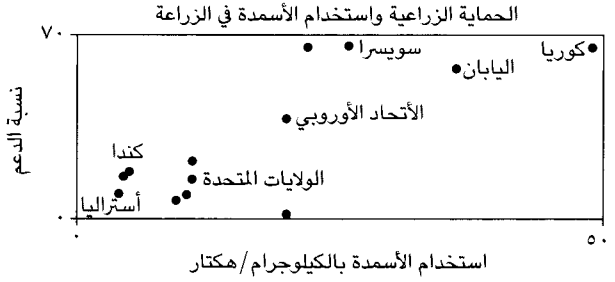 الحماية الزراعية واستخدام الأسمدة في الزراعة
٧٠
نسبة الدعم
سويسرا
كوريا
اليابان
الأتحاد الأوروبي
كندا
الولايات المتحدة
أستراليا
٠
٠
٥٠
استخدام الأسمدة بالكيلوجرام/هكتار